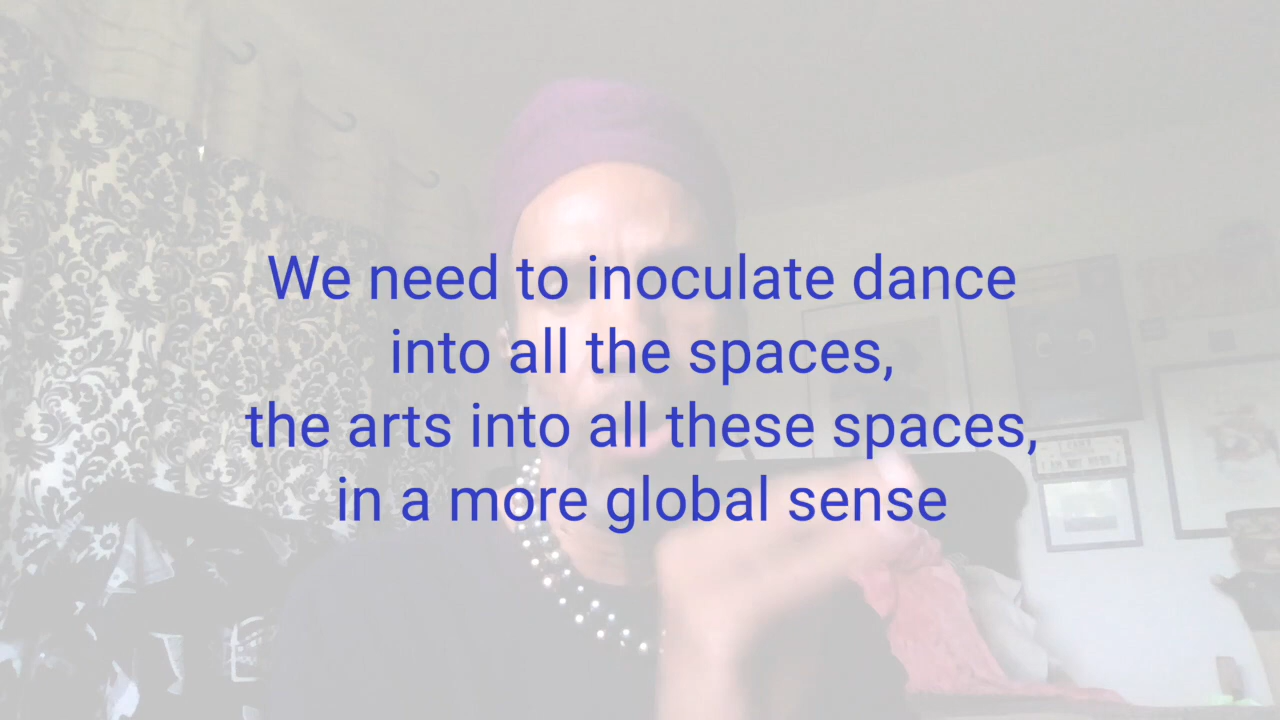 We need to inoculate dance
into all the spaces,
the arts into all these spaces,
in a more global sense